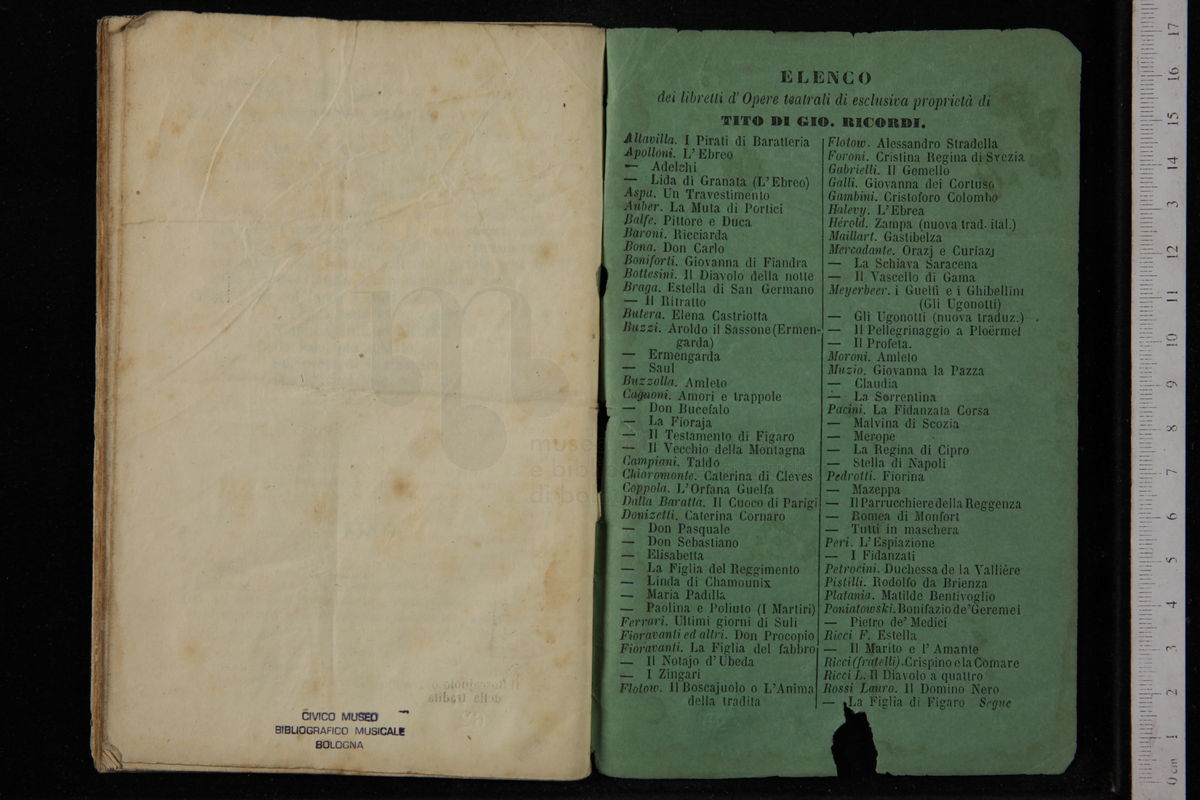 CIVICO MUSEO
BIBLIOGRAFICO MUSICALE
BOLOGNA
ELENCO
dei libretti d' Opere teatrali di esclusiva proprietà di
TITO DI GIO. RICORDI.
Altavilla. I Pirati di Baratteria
Apolloni. L'Ebreo
— Adelchi
— Lida di Granata (L'Ebreo)
Aspa. Un Travestimento
Auber. La Muta di Portici
Balfe. Pittore e Duca
Baroni. Ricciarda
Bona. Don Carlo
Boniforti. Giovanna di Fiandra
Bottesini. Il Diavolo della notte
Braga. Estella di San Germano
— Il Ritratto
Butera. Elena Castriotta
Buzzi. Aroldo il Sassone (Ermen-
garda)
— Ermengarda
— Saul
Buzzolla. Amleto
Cagnoni. Amori e trappole
— Don Bucefalo
— La Fioraja
— Il Testamento di Figaro
— Il Vecchio della Montagna
Campiani. Taldo
Chiaromonte. Caterina di Cleves
Coppola. L'Orfana Guelfa
Dalla Baratta. Il Cuoco di Parigi
Donizetti. Caterina Cornaro
— Don Pasquale
— Don Sebastiano
— Elisabetta
— La Figlia del Reggimento
— Linda di Chamounix
— Maria Padilla
— Paolina e Poliuto (I Martiri)
Ferrari. Ultimi giorni di Suli
Fioravanti ed altri. Don Procopio
Fioravanti. La Figlia del fabbro
— Il Notajo d'Ubeda
— I Zingari
Flotow. Il Boscajuolo o L'Anima
della tradita
Flotow. Alessandro Stradella
Foroni. Cristina Regina di Svezia
Gabrielli. Il Gemello
Galli. Giovanna dei Cortuso
Gambini. Cristoforo Colombo
Halevy. L'Ebrea
Hérold. Zampa (nuova trad. ital.)
Maillart. Gastibelza
Mercadante. Orazj e Curiazj
— La Schiava Saracena
— Il Vascello di Gama
Meyerbeer. i Guelfi e i Ghibellini
(Gli Ugonotti)
— Gli Ugonotti (nuova traduz.)
— Il Pellegrinaggio a Ploërmel
— Il Profeta.
Moroni. Amleto
Muzio. Giovanna la Pazza
— Claudia
— La Sorrentina
Pacini. La Fidanzata Corsa
— Malvina di Scozia
— Merope
— La Regina di Cipro
— Stella di Napoli
Pedrotti. Fiorina
— Mazeppa
— Il Parrucchiere della Reggenza
— Romea di Monfort
— Tutti in maschera
Peri. L'Espiazione
— I Fidanzati
Petrocini. Duchessa de la Vallière
Pistilli. Rodolfo da Brienza
Platania. Matilde Bentivoglio
Poniatowski. Bonifazio de' Geremei
— Pietro de' Medici
Ricci F. Estella
— Il Marito e l'Amante
Ricci (fratelli). Crispino e la Comare
Ricci L. Il Diavolo a quattro
Rossi Lauro. Il Domino Nero
— La Figlia di Figaro Segue